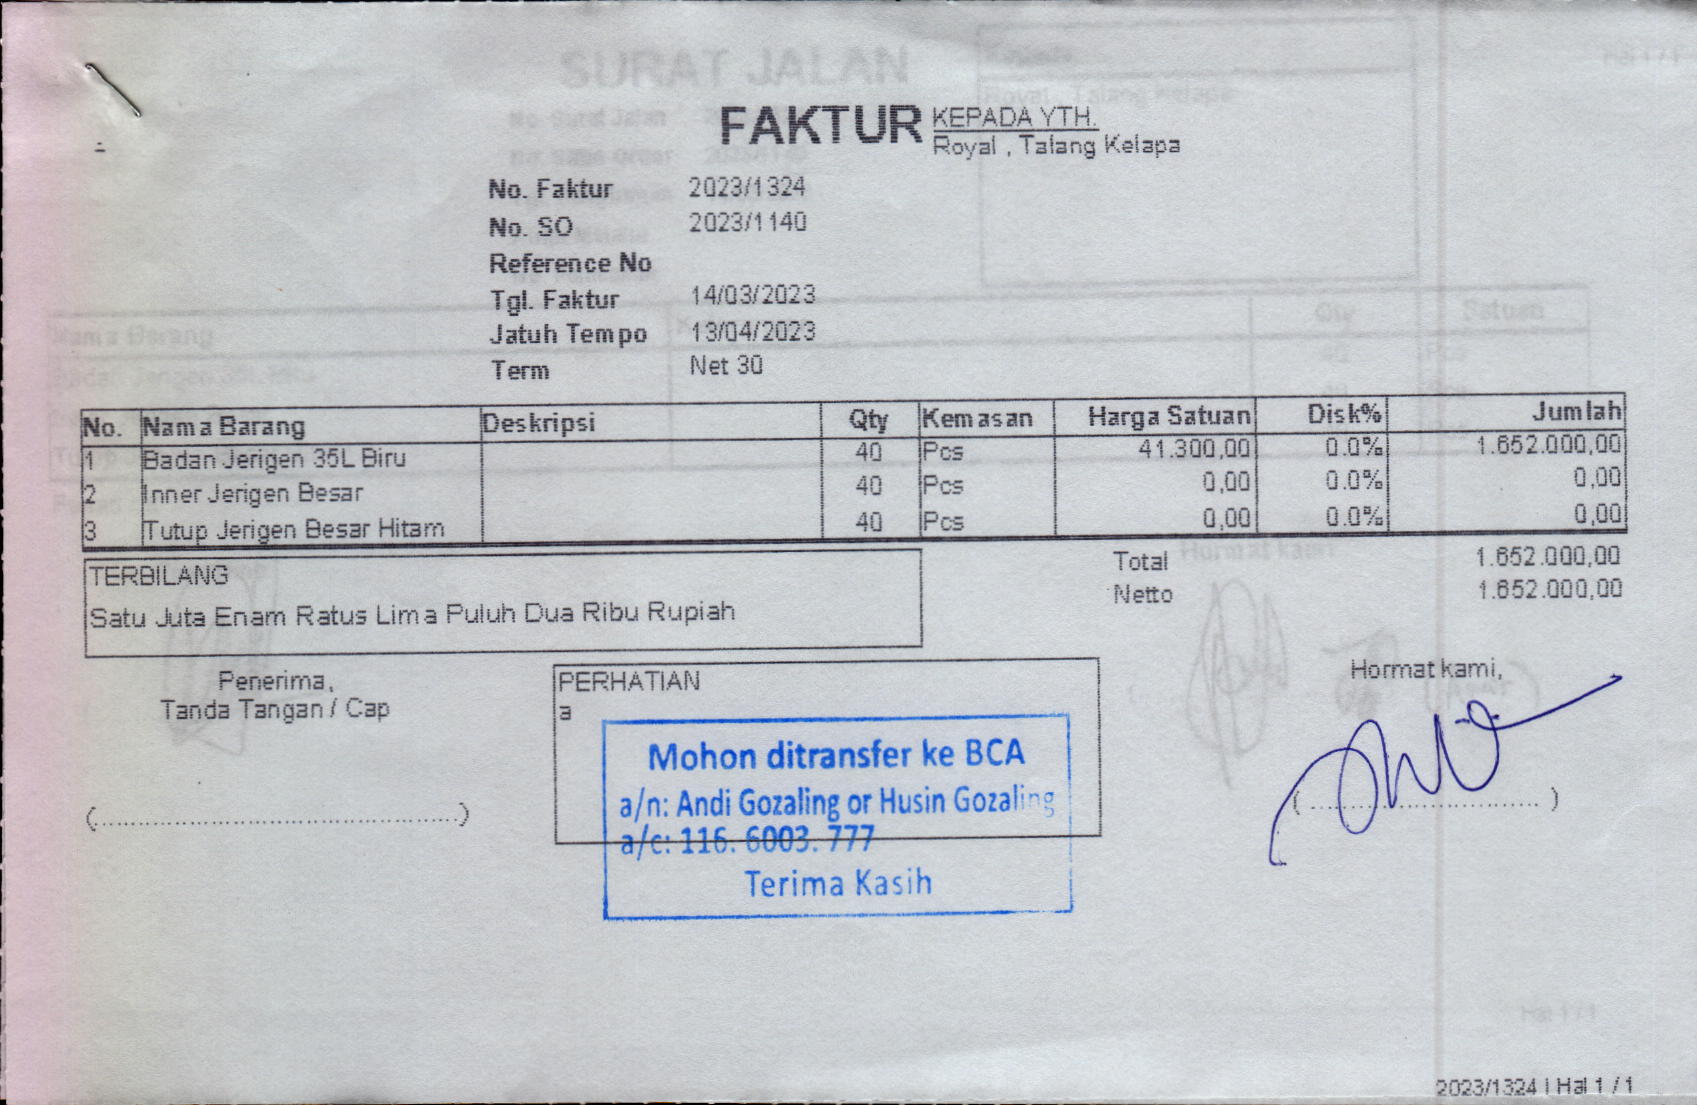 SURAT JALAN
FAKTUR
KEPADA YTH.
Royal , Talang Kelapa
No. Faktur 2023/1324
No. SO 2023/1140
Reference No
Tgl. Faktur 14/03/2023
Jatuh Tempo 13/04/2023
Term Net 30
No. Nama Barang Deskripsi Qty Kemasan Harga Satuan Disk% Jumlah
1 Badan Jerigen 35L Biru 40 Pcs 41.300,00 0.0% 1.652.000,00
2 Inner Jerigen Besar 40 Pcs 0,00 0.0% 0,00
3 Tutup Jerigen Besar Hitam 40 Pcs 0,00 0.0% 0,00
Total 1.652.000,00
Netto 1.652.000,00
TERBILANG
Satu Juta Enam Ratus Lima Puluh Dua Ribu Rupiah
Penerima,
Tanda Tangan / Cap
PERHATIAN
a
Mohon ditransfer ke BCA
a/n: Andi Gozaling or Husin Gozaling
a/c: 116. 6003. 777
Terima Kasih
Hormat kami,
2023/1324 | Hal 1 / 1